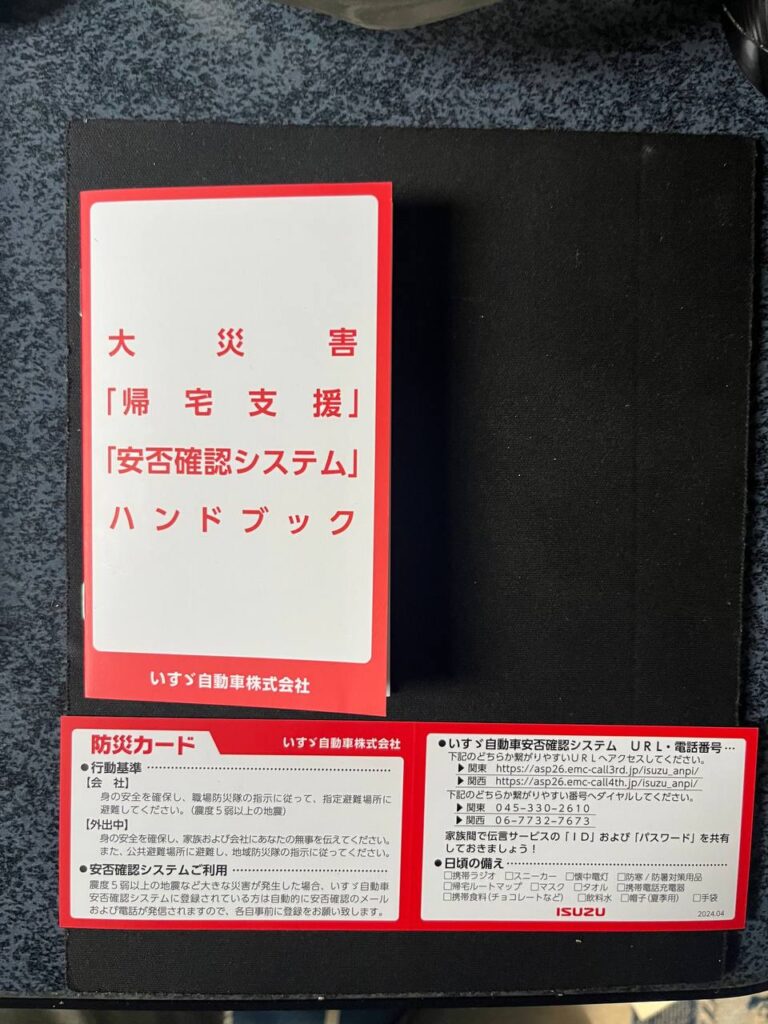 大災害
「帰宅支援」
「安否確認システム」
ハンドブック
いすゞ自動車株式会社
防災カード
いすゞ自動車株式会社
●行動基準
【会 社】
身の安全を確保し、職場防災隊の指示に従って、指定避難場所に
避難してください。（震度５弱以上の地震）
【外出中】
身の安全を確保し、家族および会社にあなたの無事を伝えてください。
また、公共避難場所に避難し、地域防災隊の指示に従ってください。
●安否確認システムご利用
震度５弱以上の地震など大きな災害が発生した場合、いすゞ自動車
安否確認システムに登録されている方は自動的に安否確認のメール
および電話が発信されますので、各自事前に登録をお願い致します。
●いすゞ自動車安否確認システム ＵＲＬ・電話番号…
下記のどちらか繋がりやすいＵＲＬへアクセスしてください。
▶ 関東 https://asp26.emc-call3rd.jp/isuzu_anpi/
▶ 関西 https://asp26.emc-call4th.jp/isuzu_anpi/
下記のどちらか繋がりやすい番号へダイヤルしてください。
▶ 関東 045-330-2610
▶ 関西 06-7732-7673
家族間で伝言サービスの「ＩＤ」および「パスワード」を共有
しておきましょう！
●日頃の備え
□携帯ラジオ □スニーカー □懐中電灯 □防寒/防暑対策用品
□帰宅ルートマップ □マスク □タオル □携帯電話充電器
□携帯食料(チョコレートなど) □飲料水 □帽子(夏季用) □手袋
ISUZU
2024.04